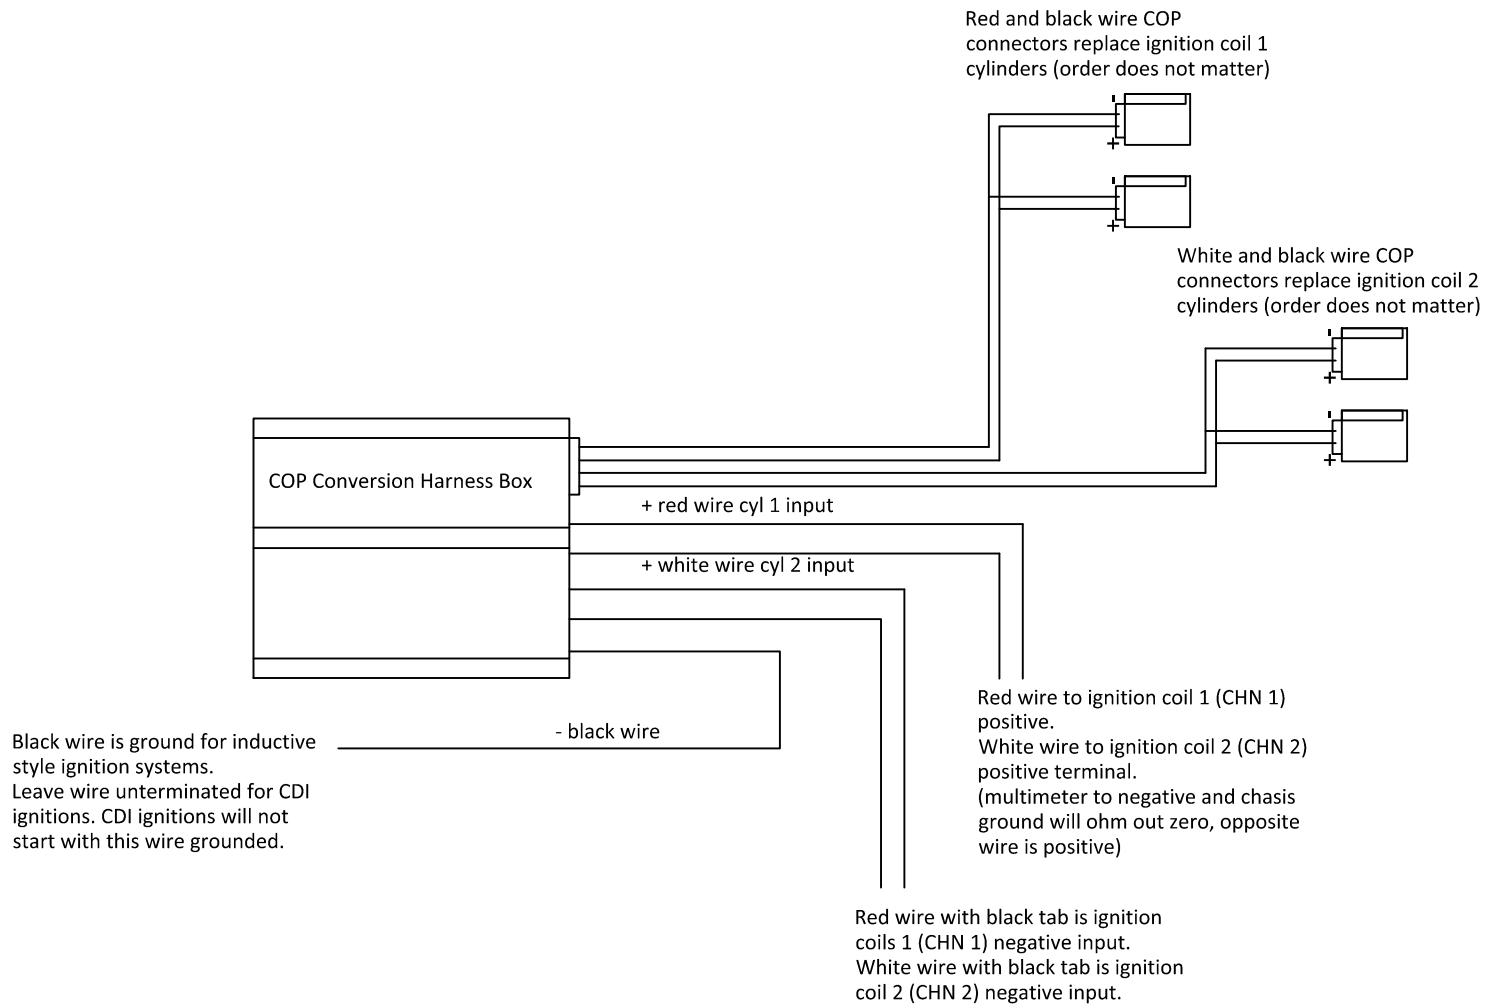 Red and black wire COP
connectors replace ignition coil 1
cylinders (order does not matter)
-
+
-
+
White and black wire COP
connectors replace ignition coil 2
cylinders (order does not matter)
-
+
-
+
COP Conversion Harness Box
+ red wire cyl 1 input
+ white wire cyl 2 input
Red wire to ignition coil 1 (CHN 1)
positive.
White wire to ignition coil 2 (CHN 2)
positive terminal.
(multimeter to negative and chasis
ground will ohm out zero, opposite
wire is positive)
- black wire
Black wire is ground for inductive
style ignition systems.
Leave wire unterminated for CDI
ignitions. CDI ignitions will not
start with this wire grounded.
Red wire with black tab is ignition
coils 1 (CHN 1) negative input.
White wire with black tab is ignition
coil 2 (CHN 2) negative input.